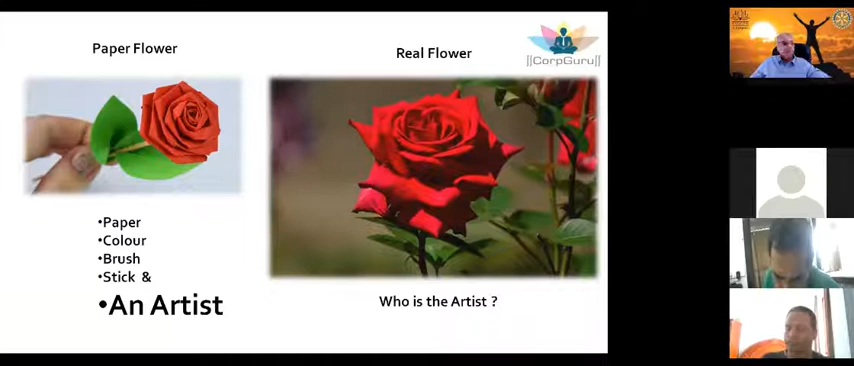 Paper Flower
Real Flower
||CorpGuru||
•Paper
•Colour
•Brush
•Stick &
•An Artist
Who is the Artist ?